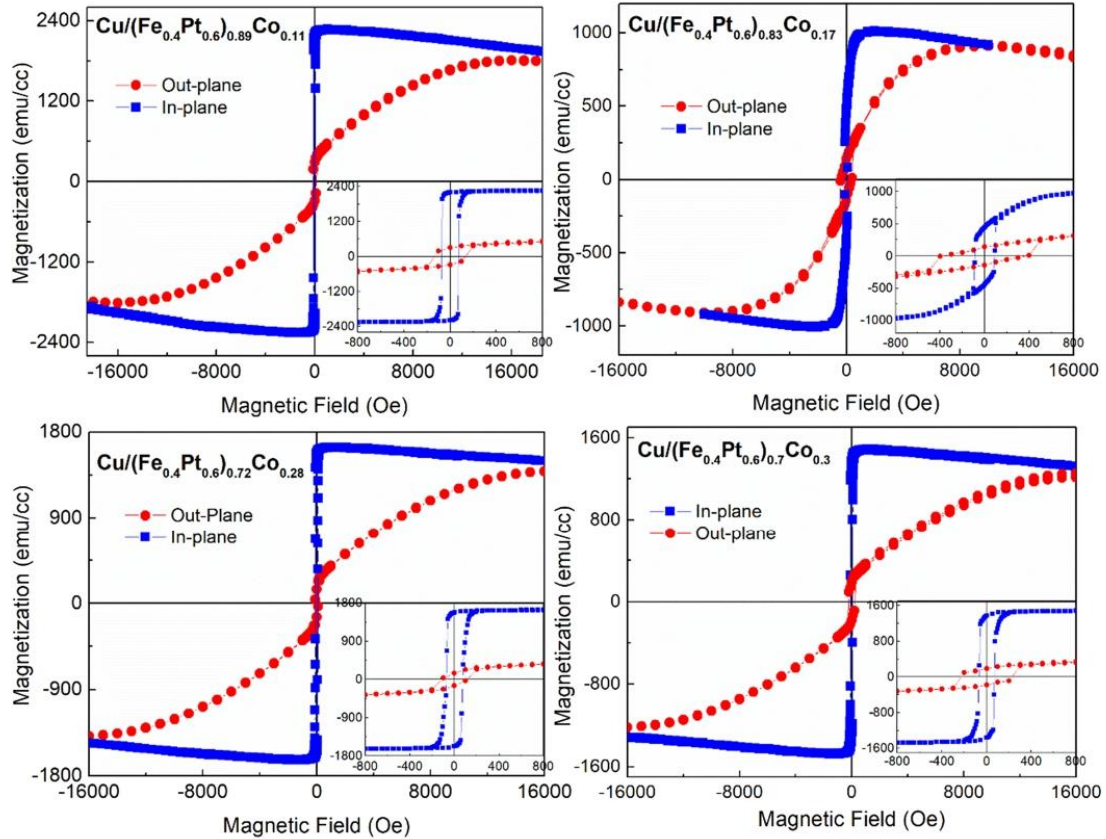 Cu/(Fe0.4Pt0.6)0.89Co0.11
Out-plane
In-plane
Magnetization (emu/cc)
2400
1200
0
-1200
-2400
-16000 -8000 0 8000 16000
Magnetic Field (Oe)
2400
1800
1200
600
0
-600
-1200
-1800
-2400
-800 -400 0 400 800
Cu/(Fe0.4Pt0.6)0.83Co0.17
Out-plane
In-plane
Magnetization (emu/cc)
1000
500
0
-500
-1000
-16000 -8000 0 8000 16000
Magnetic Field (Oe)
1000
500
0
-500
-1000
-800 -400 0 400 800
Cu/(Fe0.4Pt0.6)0.72Co0.28
Out-Plane
In-plane
Magnetization (emu/cc)
1800
900
0
-900
-1800
-16000 -8000 0 8000 16000
Magnetic Field (Oe)
1800
900
0
-900
-1800
-800 -400 0 400 800
Cu/(Fe0.4Pt0.6)0.7Co0.3
In-plane
Out-plane
Magnetization (emu/cc)
1600
800
0
-800
-1600
-16000 -8000 0 8000 16000
Magnetic Field (Oe)
1600
800
0
-800
-1600
-800 -400 0 400 800